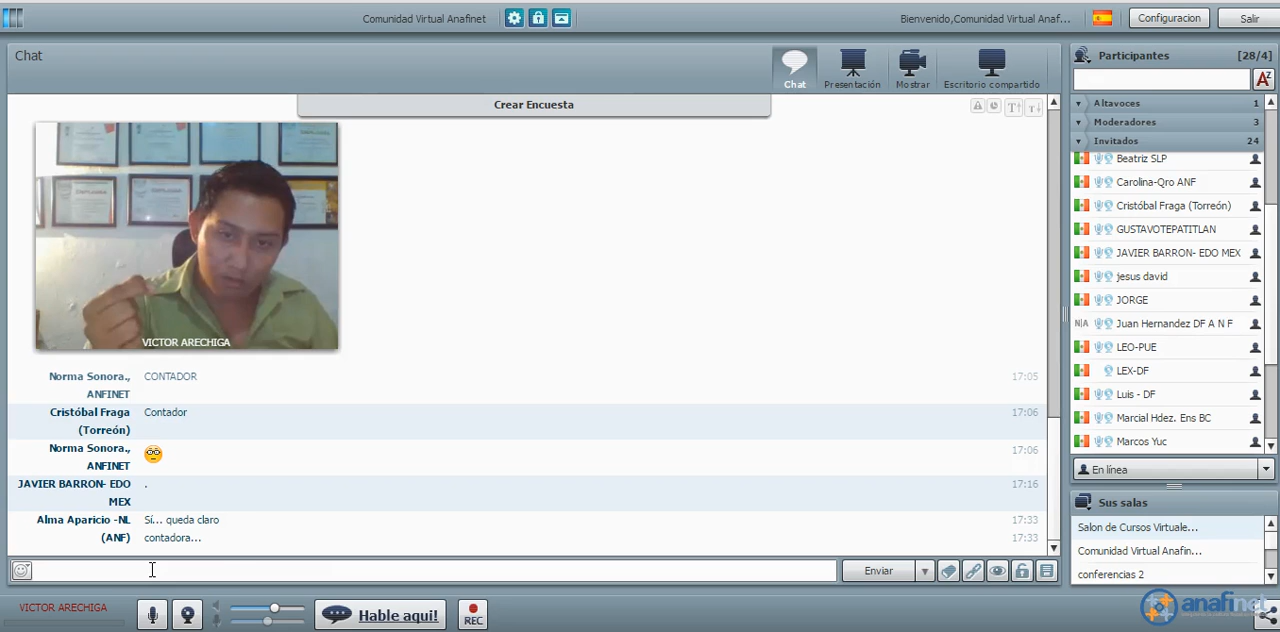 Comunidad Virtual Anafinet
Bienvenido,Comunidad Virtual Anaf...
Configuracion
Salir
Chat
Chat
Presentación
Mostrar
Escritorio compartido
Participantes
[28/4]
Crear Encuesta
Altavoces 1
Moderadores 3
Invitados 24
Beatriz SLP
Carolina-Qro ANF
Cristóbal Fraga (Torreón)
GUSTAVOTEPATITLAN
JAVIER BARRON- EDO MEX
jesus david
JORGE
N/A Juan Hernandez DF A N F
LEO-PUE
LEX-DF
Luis - DF
Marcial Hdez. Ens BC
Marcos Yuc
En línea
Sus salas
Salon de Cursos Virtuale...
Comunidad Virtual Anafin...
conferencias 2
VICTOR ARECHIGA
Norma Sonora., CONTADOR 17:05
ANFINET
Cristóbal Fraga Contador 17:06
(Torreón)
Norma Sonora., 17:06
ANFINET
JAVIER BARRON- EDO . 17:16
MEX
Alma Aparicio -NL Sí... queda claro 17:33
(ANF) contadora... 17:33
Enviar
VICTOR ARECHIGA
Hable aqui!
REC
anafinet